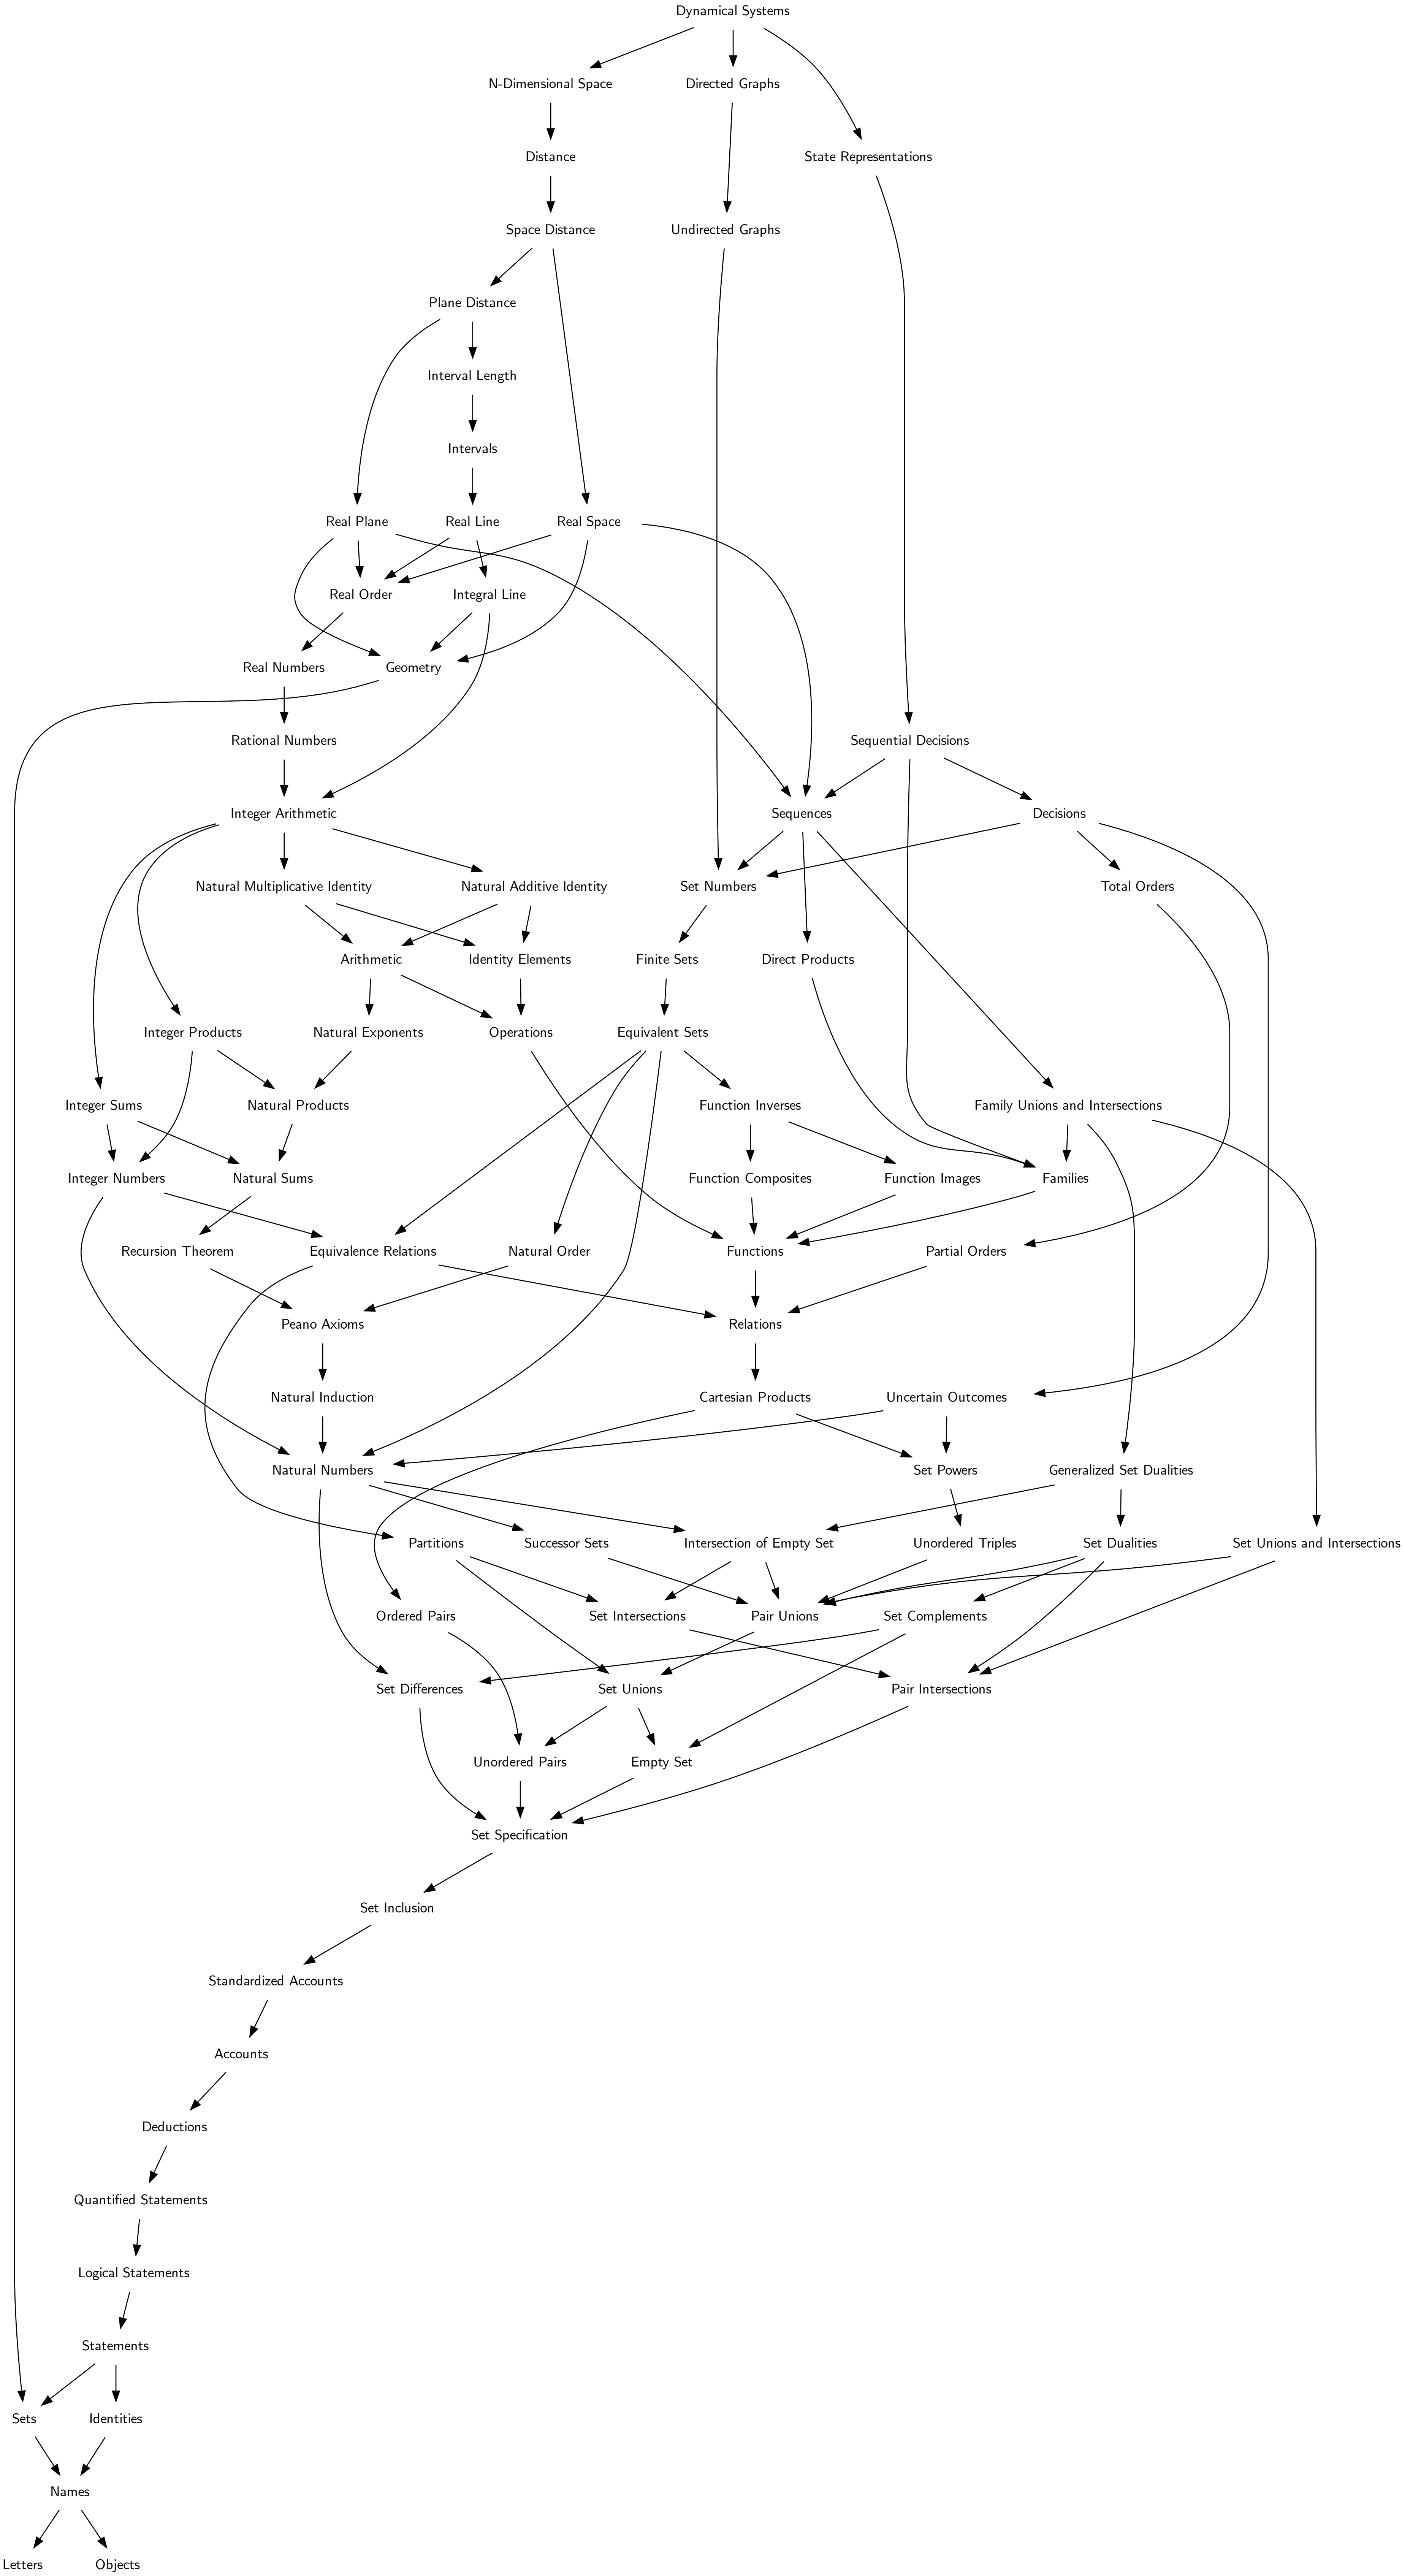 Dynamical Systems
N-Dimensional Space
Directed Graphs
Distance
State Representations
Space Distance
Undirected Graphs
Plane Distance
Interval Length
Intervals
Real Plane
Real Line
Real Space
Real Order
Integral Line
Real Numbers
Geometry
Rational Numbers
Sequential Decisions
Integer Arithmetic
Sequences
Decisions
Natural Multiplicative Identity
Natural Additive Identity
Set Numbers
Total Orders
Arithmetic
Identity Elements
Finite Sets
Direct Products
Integer Products
Natural Exponents
Operations
Equivalent Sets
Integer Sums
Natural Products
Function Inverses
Family Unions and Intersections
Integer Numbers
Natural Sums
Function Composites
Function Images
Families
Recursion Theorem
Equivalence Relations
Natural Order
Functions
Partial Orders
Peano Axioms
Relations
Natural Induction
Cartesian Products
Uncertain Outcomes
Natural Numbers
Set Powers
Generalized Set Dualities
Partitions
Successor Sets
Intersection of Empty Set
Unordered Triples
Set Dualities
Set Unions and Intersections
Ordered Pairs
Set Intersections
Pair Unions
Set Complements
Set Differences
Set Unions
Pair Intersections
Unordered Pairs
Empty Set
Set Specification
Set Inclusion
Standardized Accounts
Accounts
Deductions
Quantified Statements
Logical Statements
Statements
Sets
Identities
Names
Letters
Objects